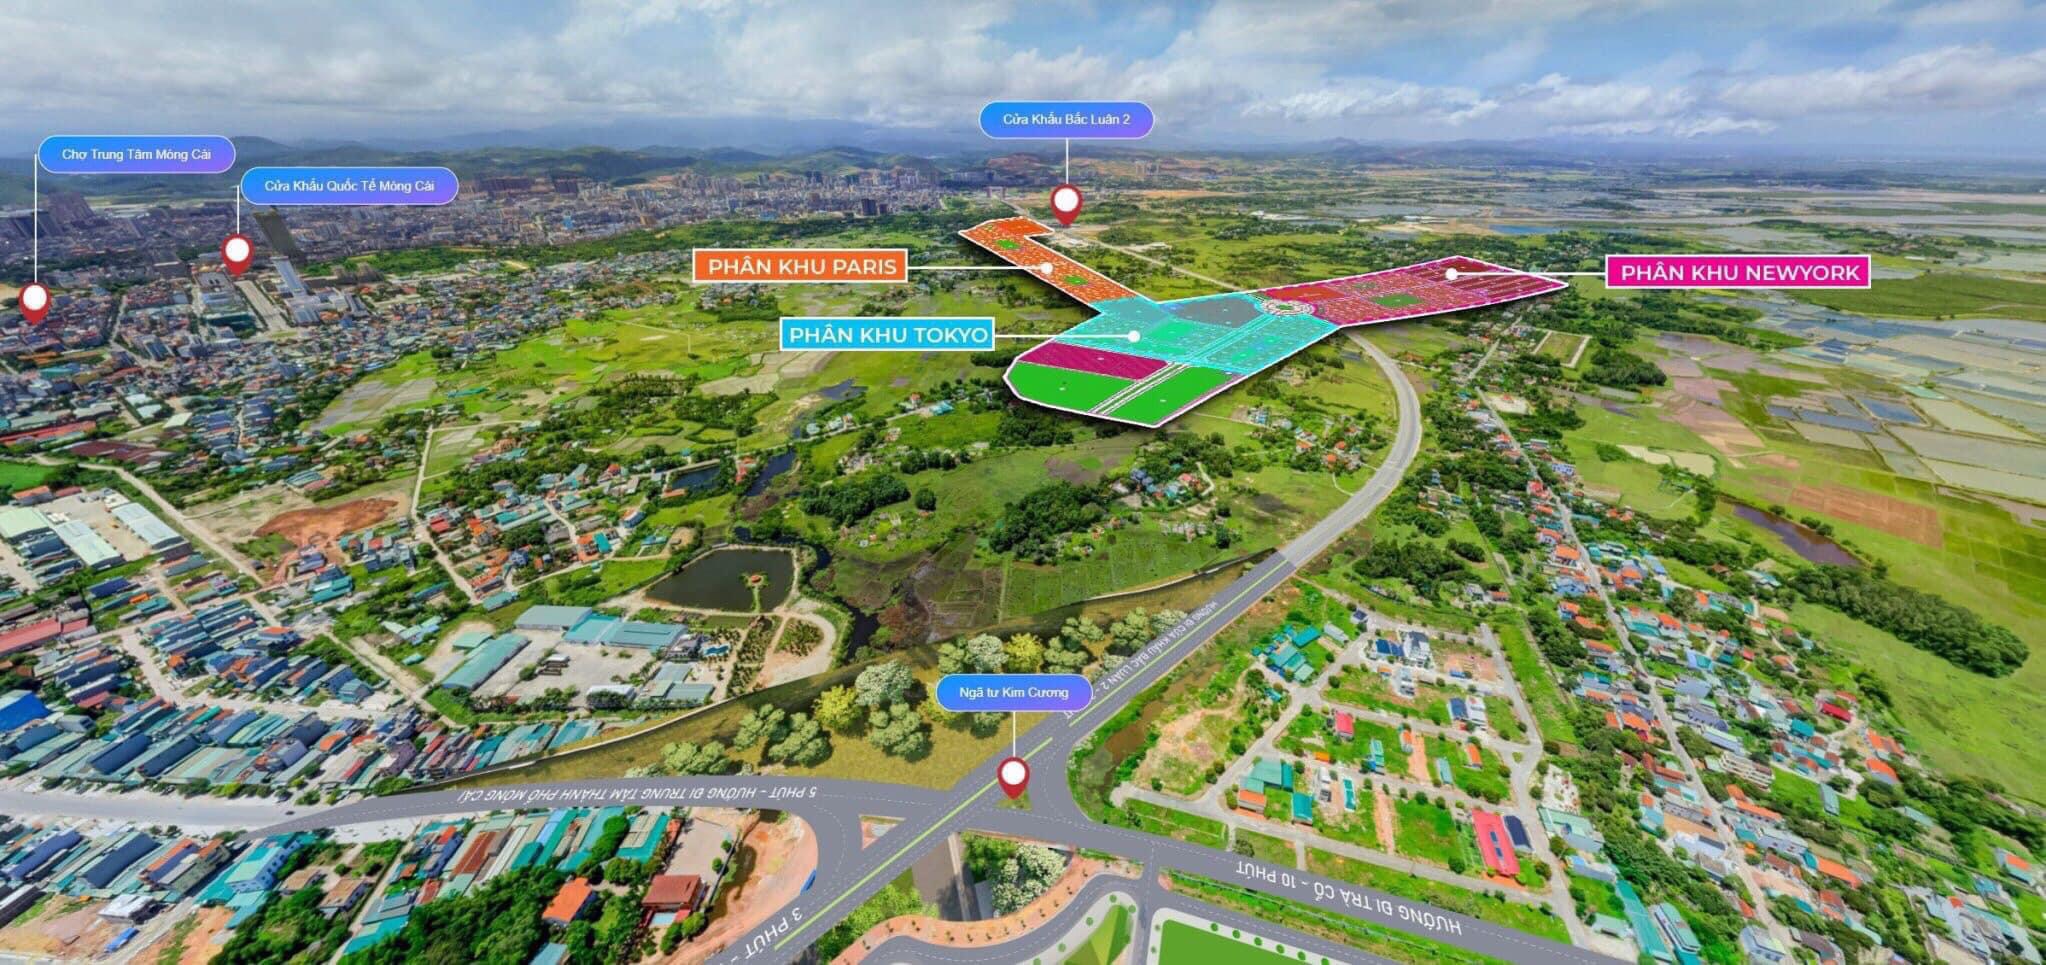 Cửa Khẩu Bắc Luân 2
Chợ Trung Tâm Móng Cái
Cửa Khẩu Quốc Tế Móng Cái
PHÂN KHU PARIS
PHÂN KHU NEWYORK
PHÂN KHU TOKYO
HƯỚNG ĐI CỬA KHẨU BẮC LUÂN 2 -
Ngã tư Kim Cương
5 PHÚT - HƯỚNG ĐI TRUNG TÂM THÀNH PHỐ MÓNG CÁI
HƯỚNG ĐI TRÀ CỔ - 10 PHÚT
3 PHÚT -